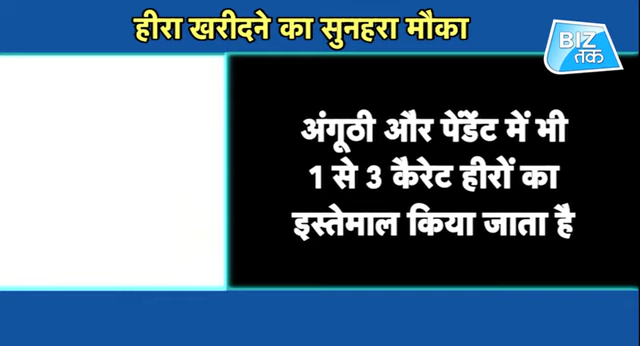 हीरा खरीदने का सुनहरा मौका
BIZ
तक
अंगूठी और पेंडेंट में भी
1 से 3 कैरेट हीरों का
इस्तेमाल किया जाता है